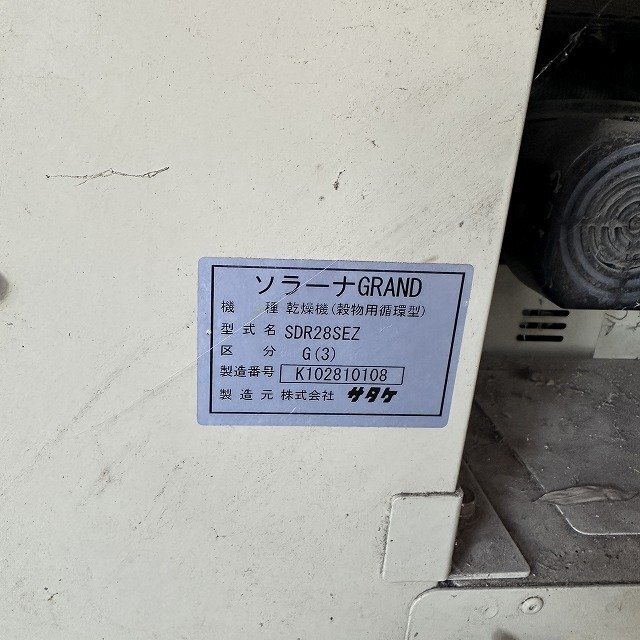 ソラーナGRAND
機 種 乾燥機(穀物用循環型)
型式名 SDR28SEZ
区 分 G(3)
製造番号 K102810108
製造元 株式会社 サタケ